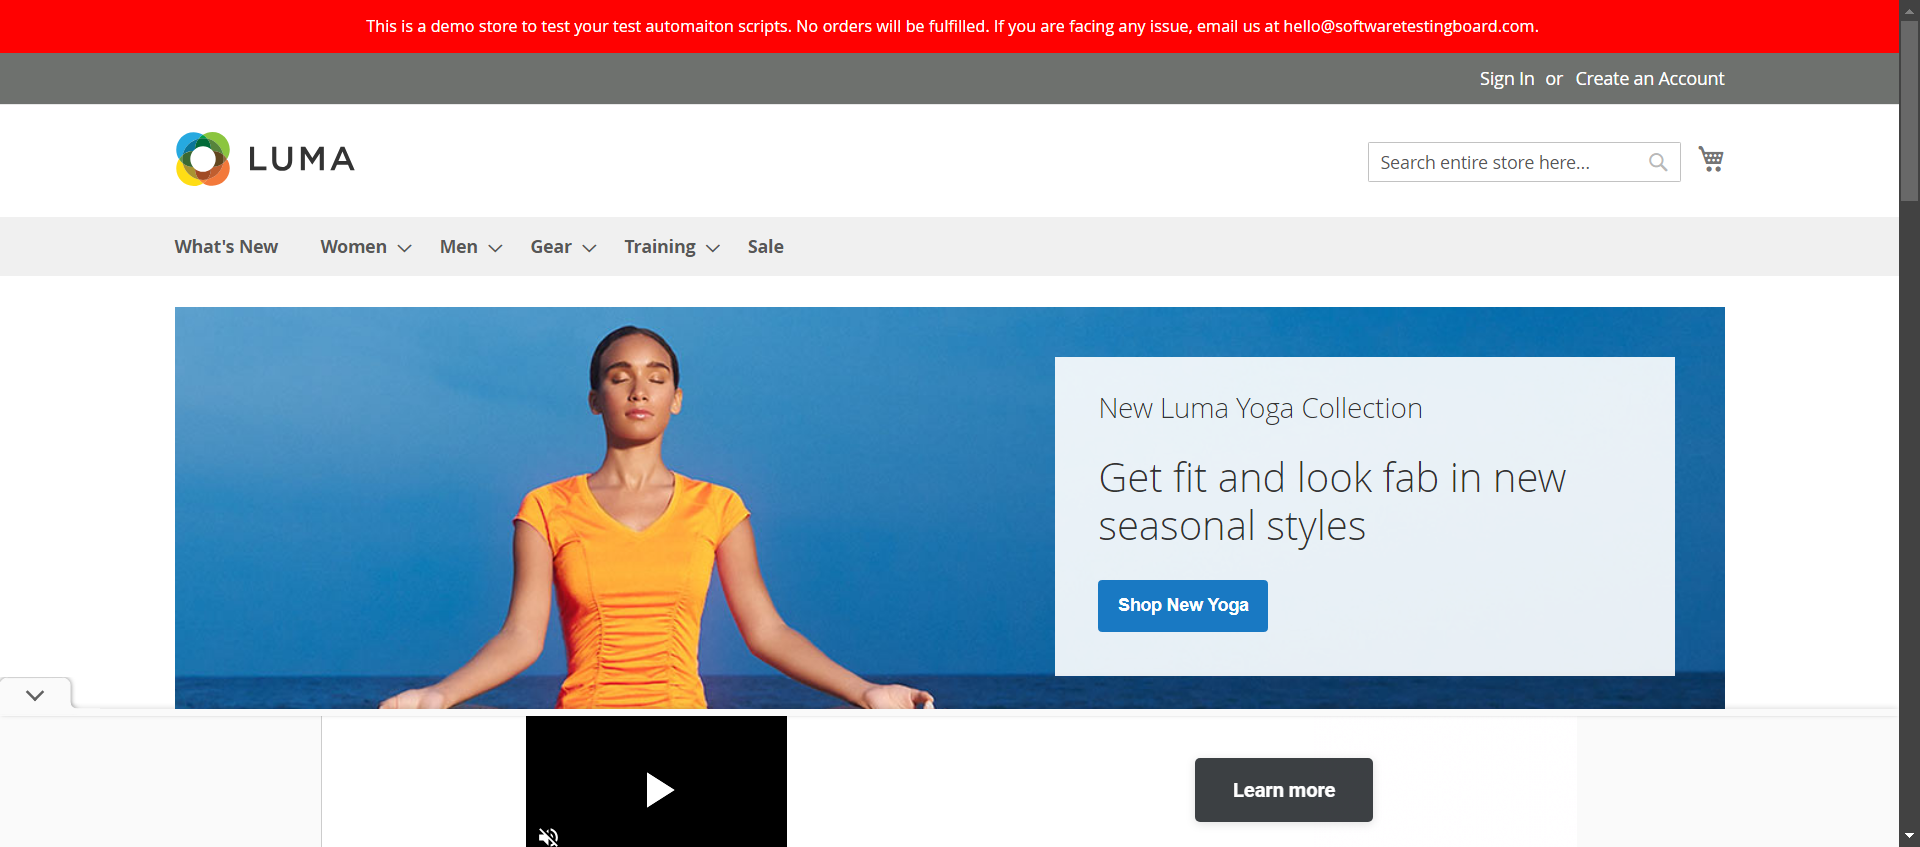 This is a demo store to test your test automaiton scripts. No orders will be fulfilled. If you are facing any issue, email us at hello@softwaretestingboard.com.
Sign In or Create an Account
LUMA
Search entire store here...
What's New Women Men Gear Training Sale
New Luma Yoga Collection
Get fit and look fab in new
seasonal styles
Shop New Yoga
Learn more